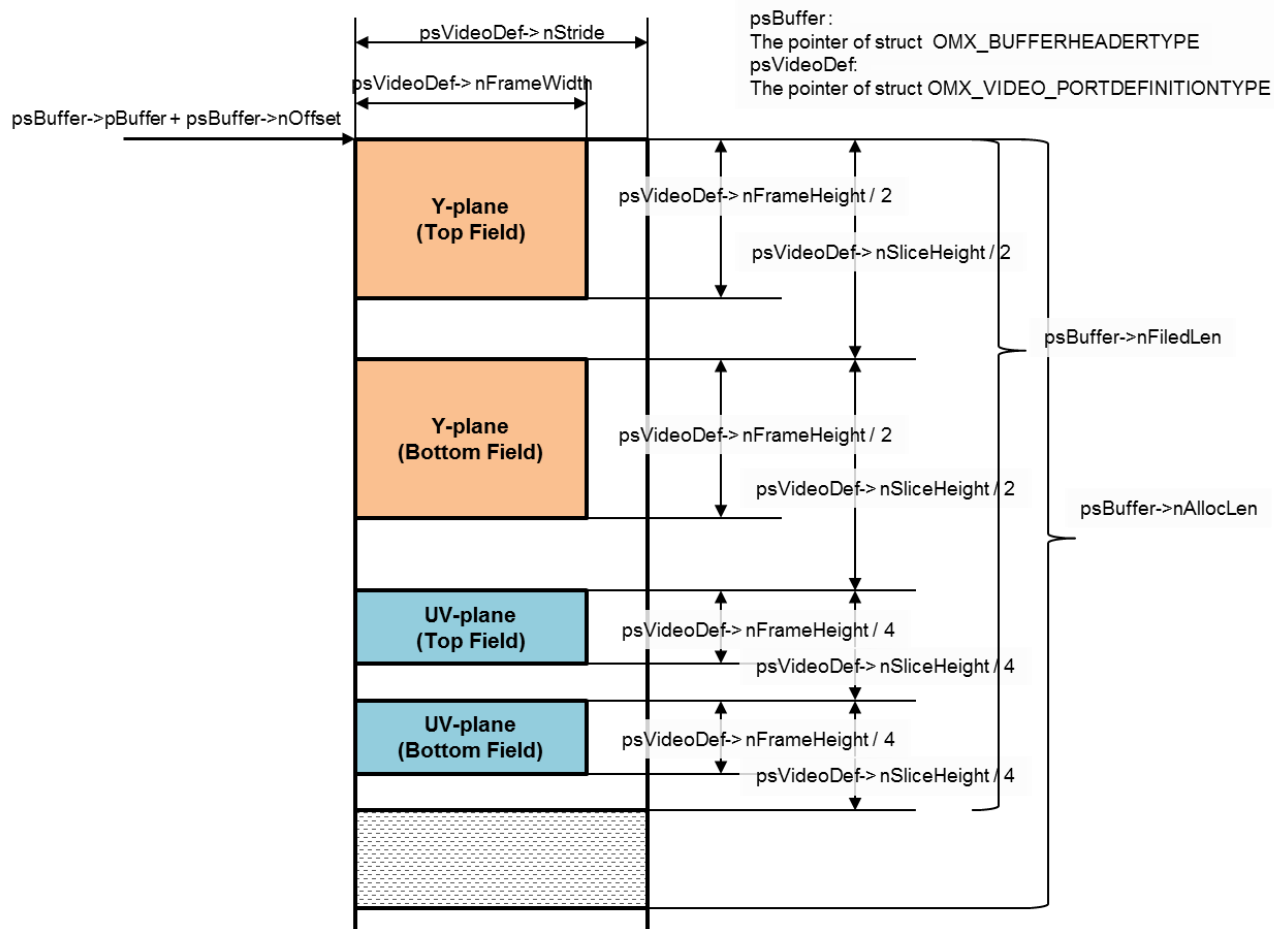 psVideoDef-> nStride
psBuffer :
The pointer of struct  OMX_BUFFERHEADERTYPE
psVideoDef:
The pointer of struct OMX_VIDEO_PORTDEFINITIONTYPE
psVideoDef-> nFrameWidth
psBuffer->pBuffer + psBuffer->nOffset
Y-plane
(Top Field)
psVideoDef-> nFrameHeight / 2
psVideoDef-> nSliceHeight / 2
psBuffer->nFiledLen
Y-plane
(Bottom Field)
psVideoDef-> nFrameHeight / 2
psVideoDef-> nSliceHeight / 2
psBuffer->nAllocLen
UV-plane
(Top Field)
psVideoDef-> nFrameHeight / 4
psVideoDef-> nSliceHeight / 4
UV-plane
(Bottom Field)
psVideoDef-> nFrameHeight / 4
psVideoDef-> nSliceHeight / 4